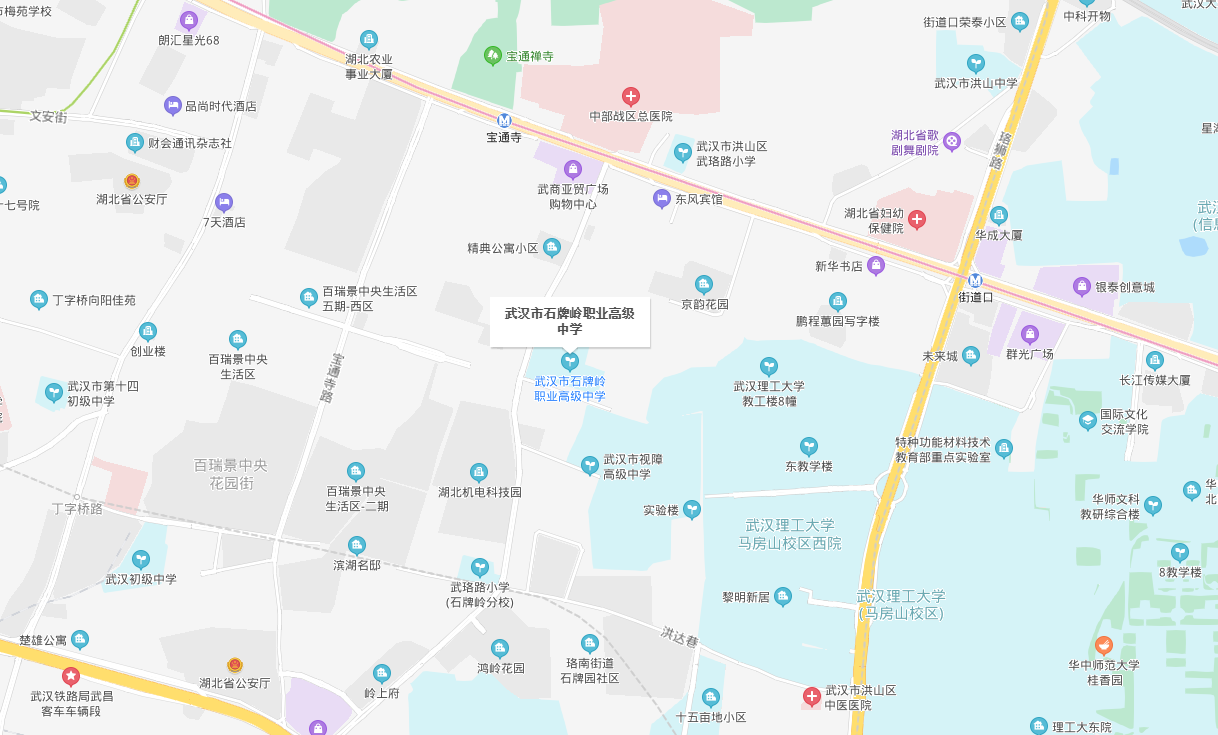 市梅苑学校
朗汇星光68
湖北农业
事业大厦
宝通禅寺
中部战区总医院
街道口荣泰小区
中科开物
武汉大
武汉市洪山中学
品尚时代酒店
文安街
财会通讯杂志社
宝通寺
武汉市洪山区
武珞路小学
湖北省歌
剧舞剧院
珞狮路
星湖
湖北省公安厅
十七号院
7天酒店
武商亚贸广场
购物中心
东风宾馆
湖北省妇幼
保健院
华成大厦
武汉
(信息
精典公寓小区
新华书店
街道口
银泰创意城
丁字桥向阳佳苑
百瑞景中央生活区
五期-西区
京韵花园
鹏程蕙园写字楼
武汉市石牌岭职业高级
中学
创业楼
百瑞景中央
生活区
宝通寺路
武汉市石牌岭
职业高级中学
武汉理工大学
教工楼8幢
未来城
群光广场
长江传媒大厦
武汉市第十四
初级中学
国际文化
交流学院
特种功能材料技术
教育部重点实验室
东教学楼
武汉市视障
高级中学
百瑞景中央
花园街
百瑞景中央
生活区-二期
湖北机电科技园
丁字桥路
实验楼
华师文科
教研综合楼
华
北
武汉理工大学
马房山校区西院
滨湖名邸
武汉初级中学
武珞路小学
(石牌岭分校)
8教学楼
黎明新居
武汉理工大学
(马房山校区)
楚雄公寓
洪达巷
湖北省公安厅
鸿岭花园
珞南街道
石牌园社区
华中师范大学
桂香园
武汉铁路局武昌
客车车辆段
岭上府
武汉市洪山区
中医医院
十五亩地小区
理工大东院